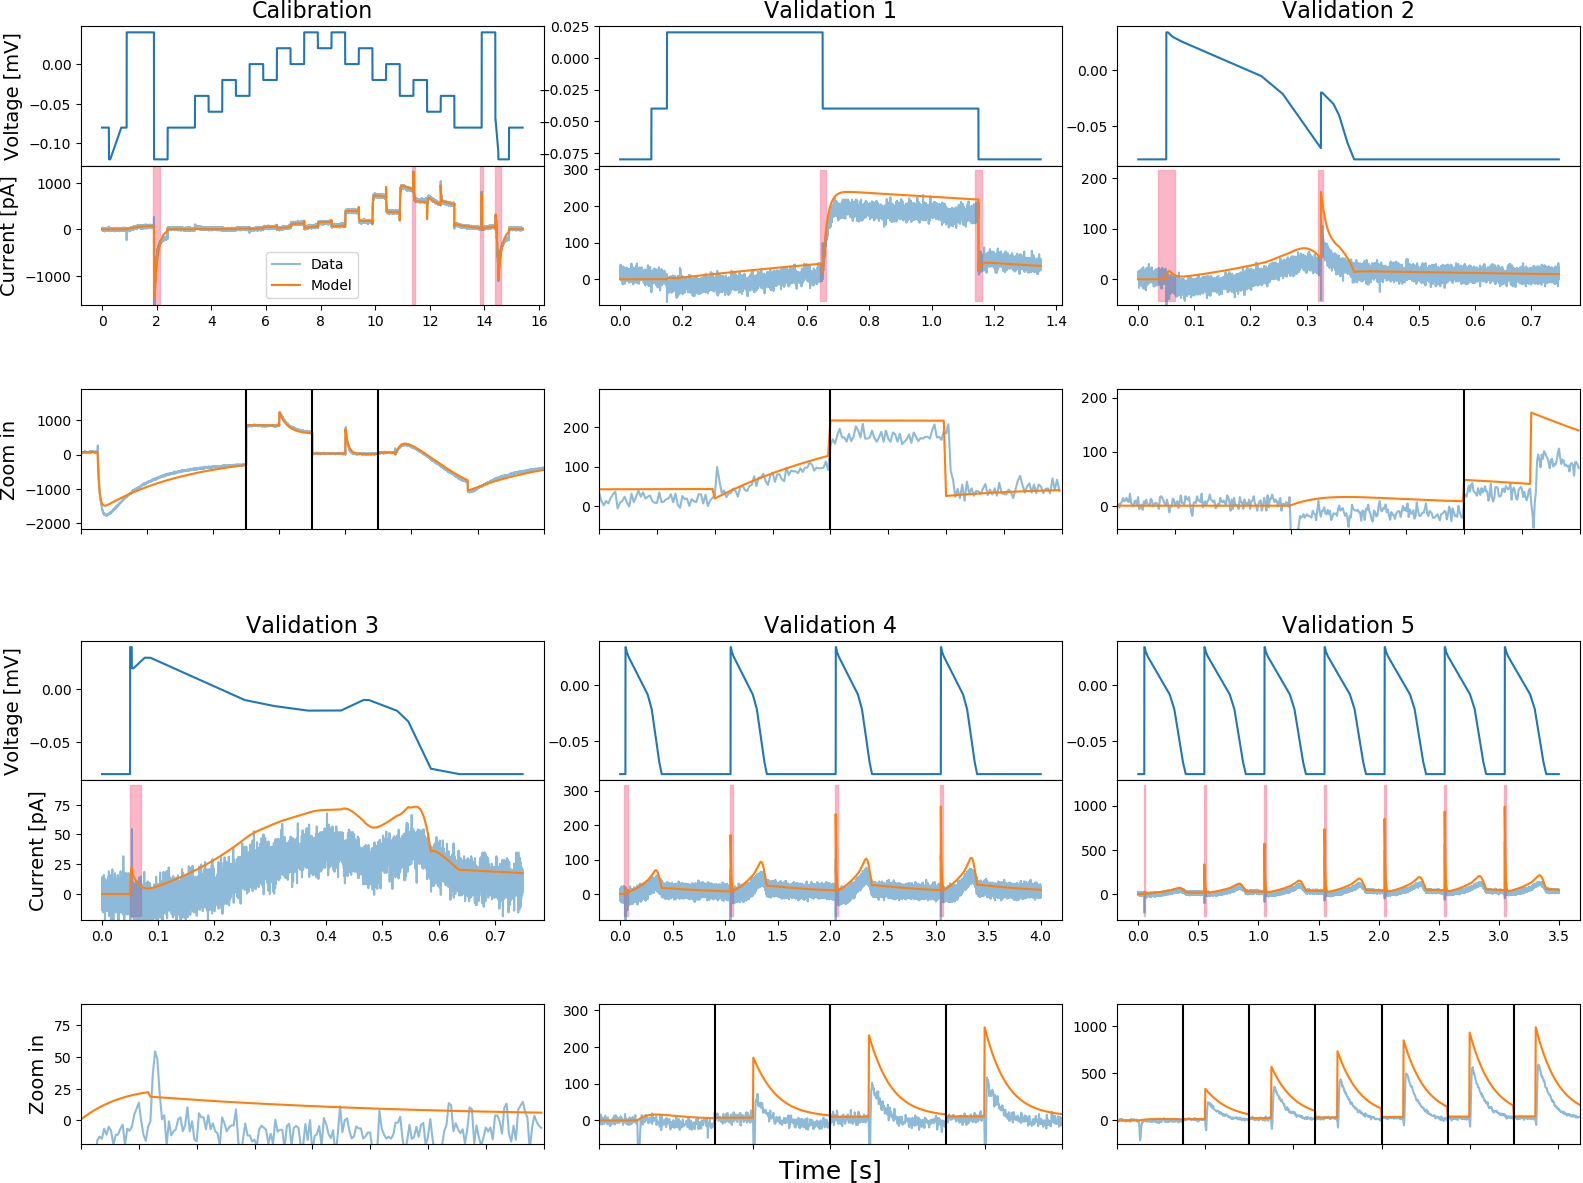 Calibration
Validation 1
Validation 2
Voltage [mV]
0.00
−0.05
−0.10
0.025
0.000
−0.025
−0.050
−0.075
0.00
−0.05
Current [pA]
1000
0
−1000
Data
Model
0 2 4 6 8 10 12 14 16
300
200
100
0
0.0 0.2 0.4 0.6 0.8 1.0 1.2 1.4
200
100
0
0.0 0.1 0.2 0.3 0.4 0.5 0.6 0.7
Zoom in
1000
0
−1000
−2000
200
100
0
200
100
0
Validation 3
Validation 4
Validation 5
Voltage [mV]
0.00
−0.05
0.00
−0.05
0.00
−0.05
Current [pA]
75
50
25
0
0.0 0.1 0.2 0.3 0.4 0.5 0.6 0.7
300
200
100
0
0.0 0.5 1.0 1.5 2.0 2.5 3.0 3.5 4.0
1000
500
0
0.0 0.5 1.0 1.5 2.0 2.5 3.0 3.5
Zoom in
75
50
25
0
300
200
100
0
1000
500
0
Time [s]